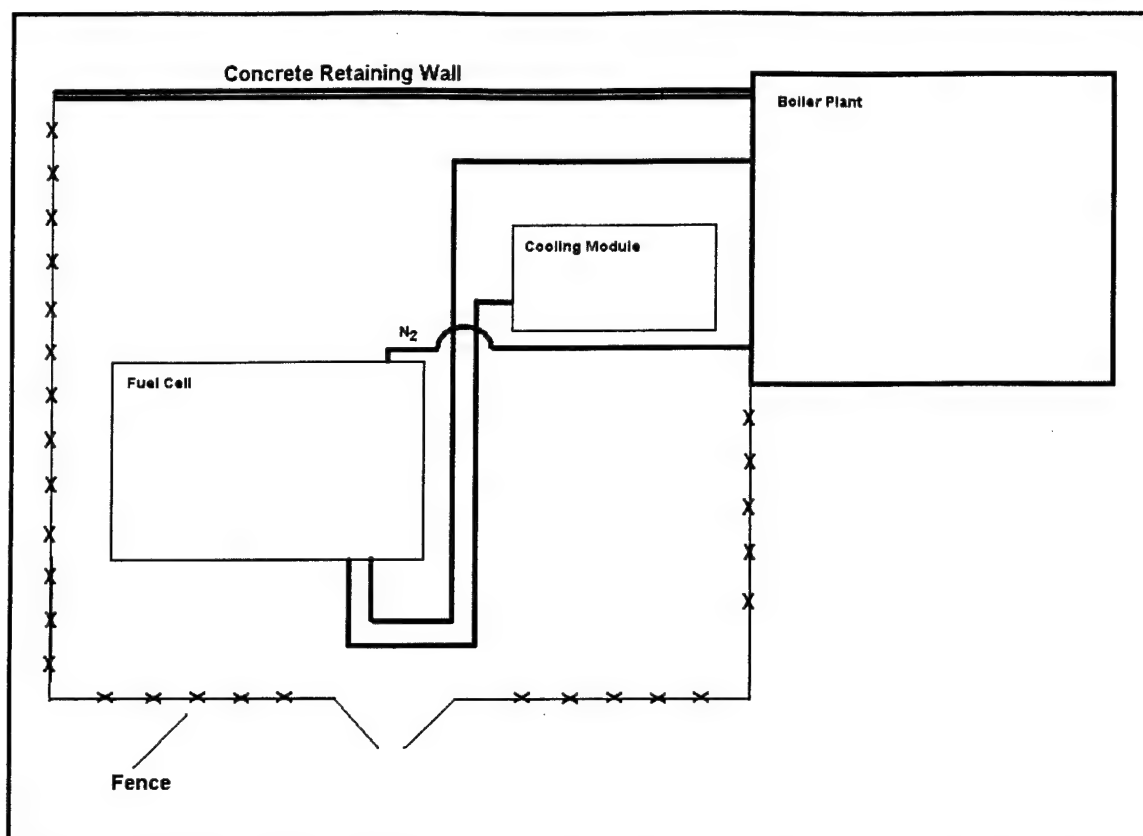 Concrete Retaining Wall
Boiler Plant
Cooling Module
N2
Fuel Cell
Fence